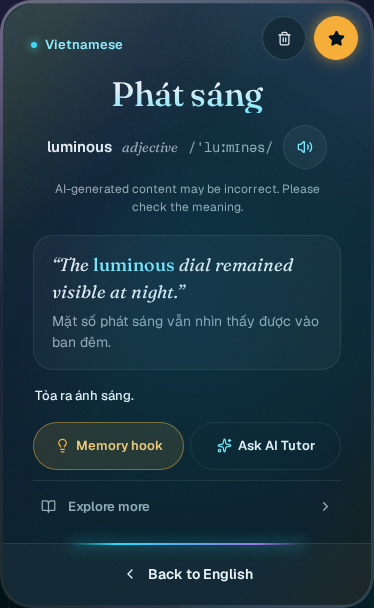 Vietnamese
Phát sáng
luminous adjective /ˈluːmɪnəs/
AI-generated content may be incorrect. Please
check the meaning.
“The luminous dial remained
visible at night.”
Mặt số phát sáng vẫn nhìn thấy được vào
ban đêm.
Tỏa ra ánh sáng.
Memory hook
Ask AI Tutor
Explore more
Back to English